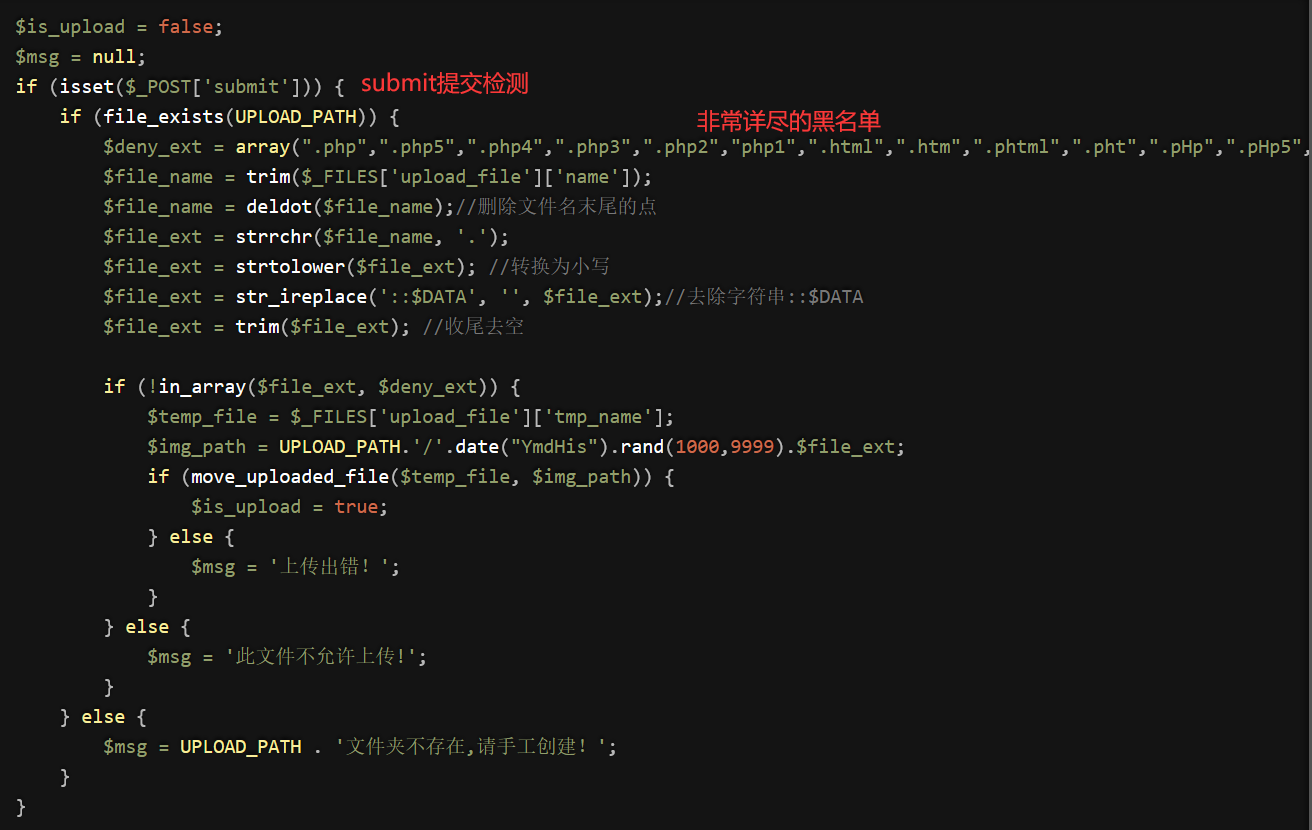 $is_upload = false;
$msg = null;
if (isset($_POST['submit'])) { submit提交检测
    if (file_exists(UPLOAD_PATH)) {
非常详尽的黑名单
        $deny_ext = array(".php",".php5",".php4",".php3",".php2","php1",".html",".htm",".phtml",".pht",".pHp",".pHp5",
        $file_name = trim($_FILES['upload_file']['name']);
        $file_name = deldot($file_name);//删除文件名末尾的点
        $file_ext = strrchr($file_name, '.');
        $file_ext = strtolower($file_ext); //转换为小写
        $file_ext = str_ireplace('::$DATA', '', $file_ext);//去除字符串::$DATA
        $file_ext = trim($file_ext); //收尾去空
        if (!in_array($file_ext, $deny_ext)) {
            $temp_file = $_FILES['upload_file']['tmp_name'];
            $img_path = UPLOAD_PATH.'/'.date("YmdHis").rand(1000,9999).$file_ext;
            if (move_uploaded_file($temp_file, $img_path)) {
                $is_upload = true;
            } else {
                $msg = '上传出错！';
            }
        } else {
            $msg = '此文件不允许上传!';
        }
    } else {
        $msg = UPLOAD_PATH . '文件夹不存在,请手工创建！';
    }
}